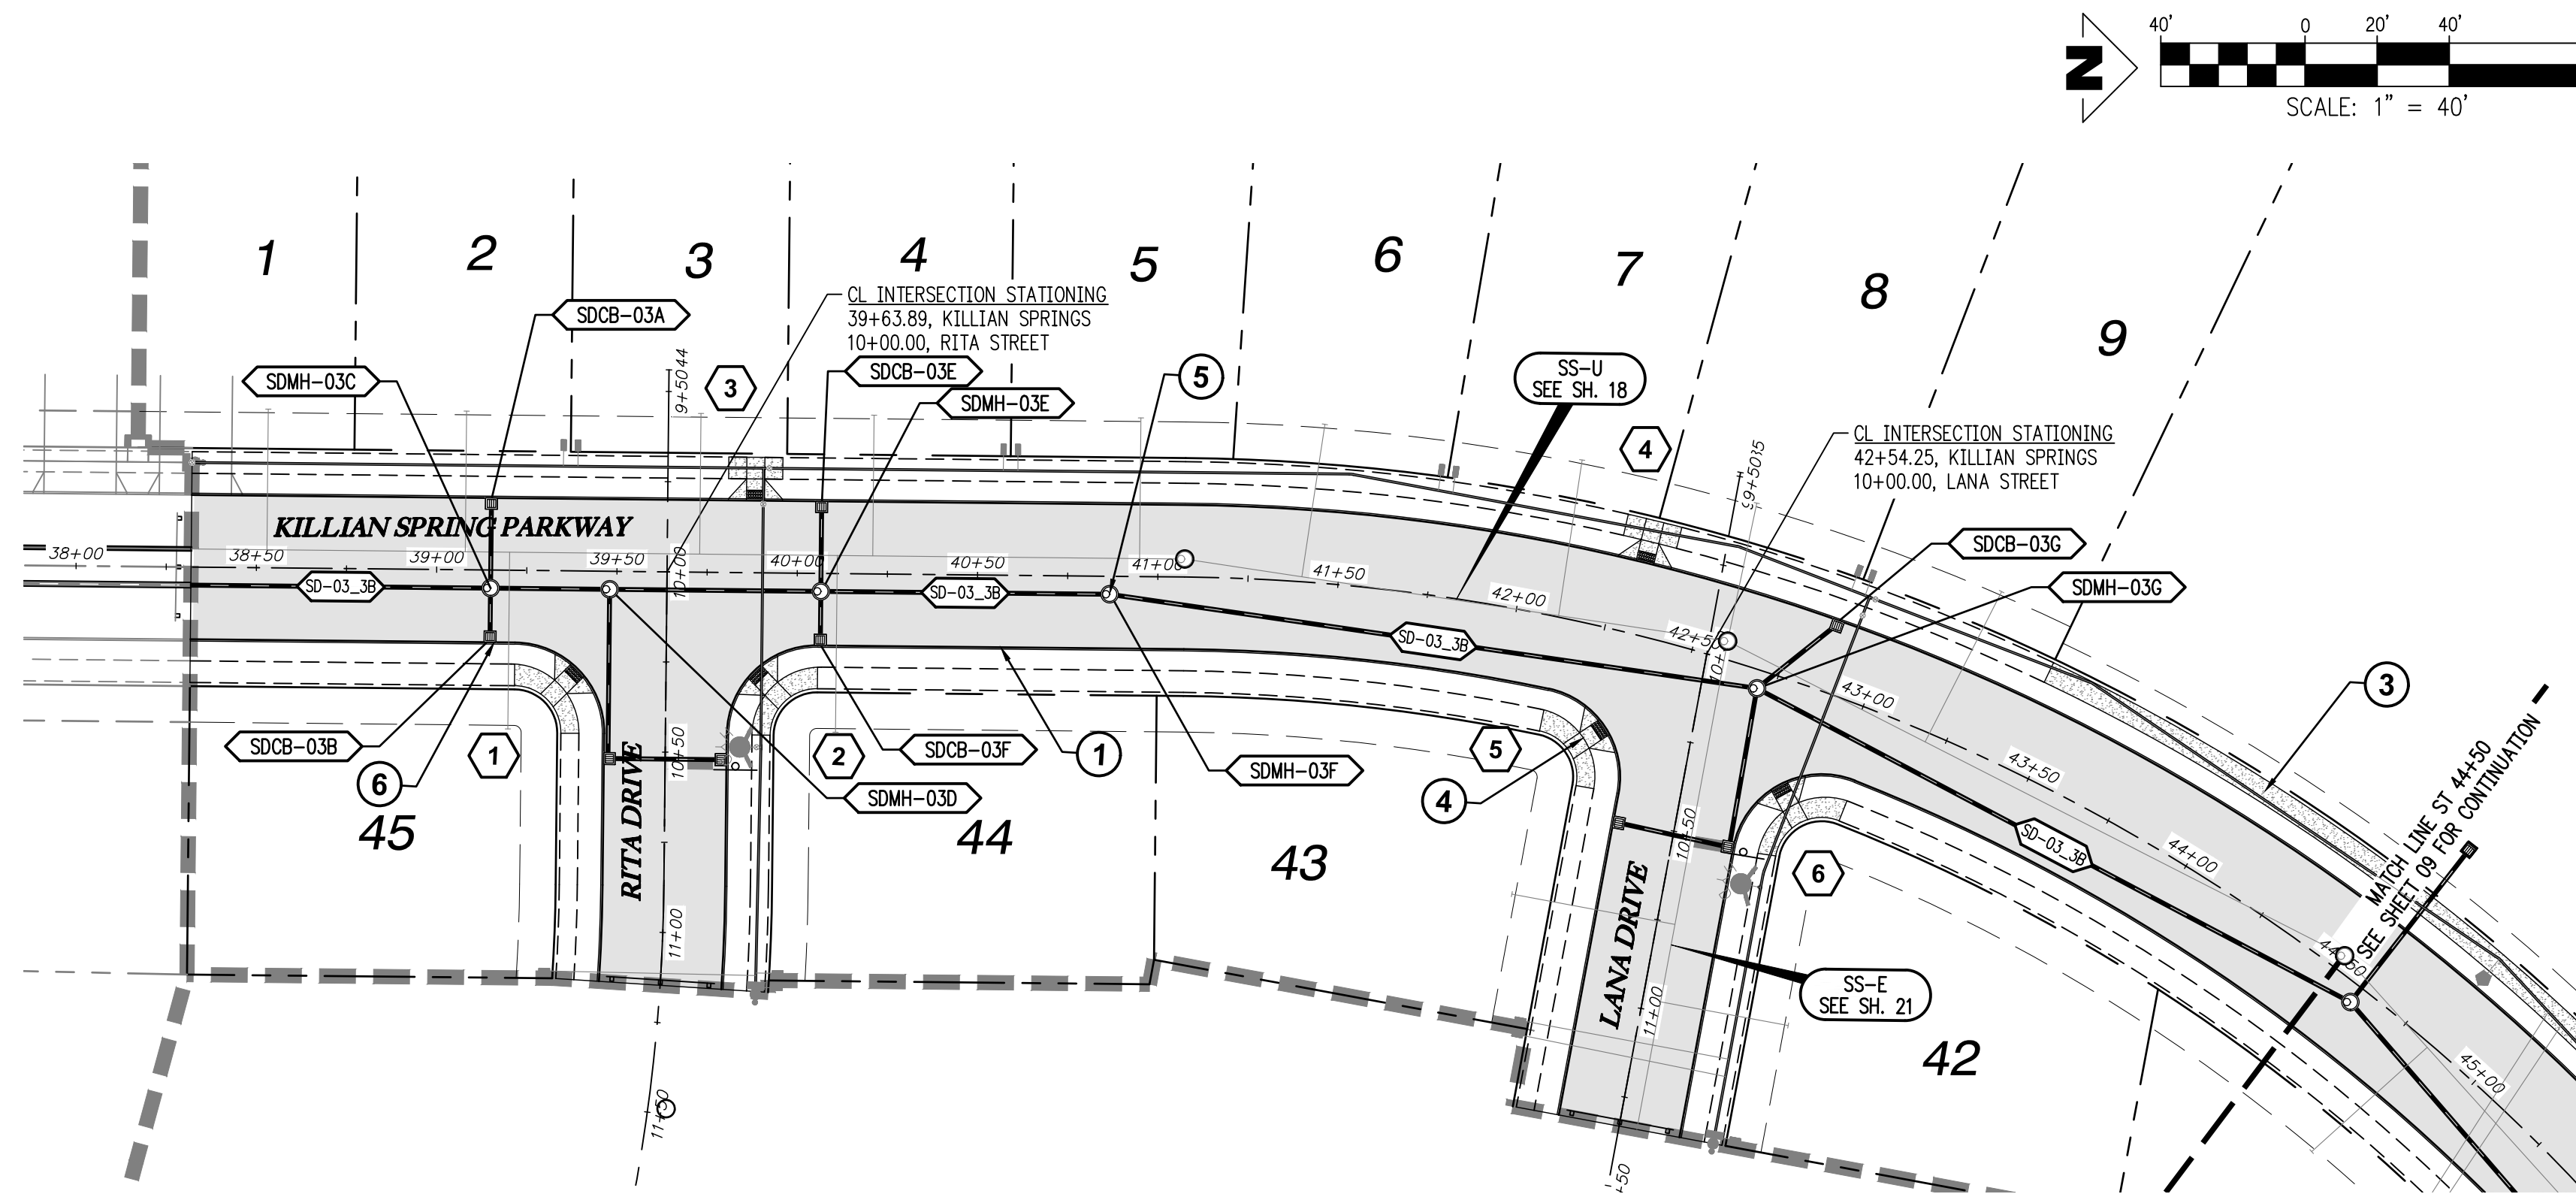 40' 0 20' 40'
N
SCALE: 1" = 40'
1 2 3 4 5 6 7 8 9
SDCB-03A
CL INTERSECTION STATIONING
39+63.89, KILLIAN SPRINGS
10+00.00, RITA STREET
SDMH-03C
SDCB-03E
SDMH-03E
3
5
9+50
44
SS-U
SEE SH. 18
4
CL INTERSECTION STATIONING
42+54.25, KILLIAN SPRINGS
10+00.00, LANA STREET
SDCB-03G
SDMH-03G
KILLIAN SPRING PARKWAY
38+00 38+50 39+00 39+50 40+00 40+50 41+00 41+50 42+00 42+50 43+00 43+50 44+00 44+50 45+00
SD-03_3B
SD-03_3B
SD-03_3B
SD-03_3B
10+00
10+50
11+00
11+50
3
SDCB-03B
1
6
2
SDCB-03F
1
SDMH-03D
SDMH-03F
5
4
6
45
44
43
42
RITA DRIVE
LANA DRIVE
10+50
11+00
SS-E
SEE SH. 21
MATCH LINE ST 44+50
SEE SHEET 09 FOR CONTINUATION